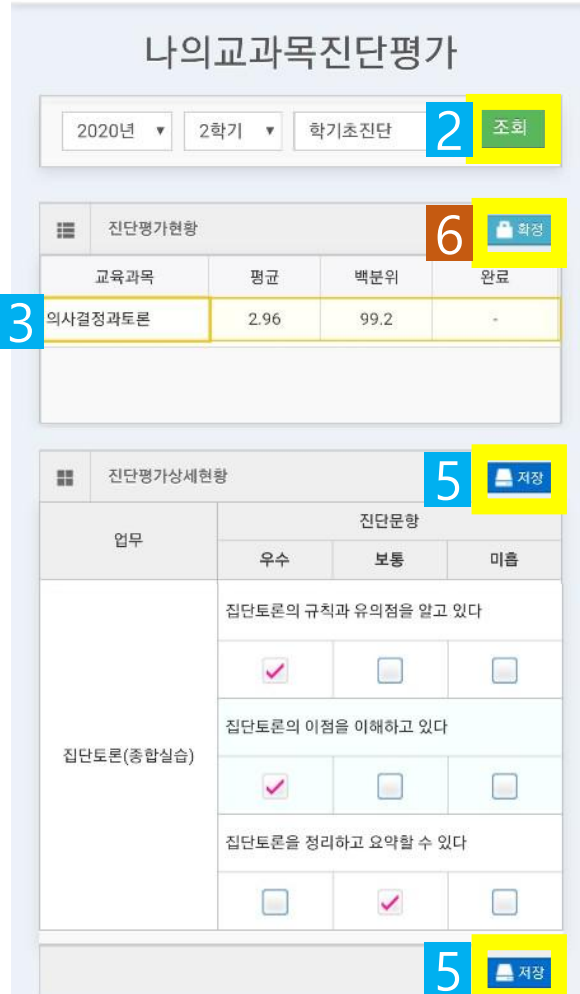 나의교과목진단평가
2020년 2학기 학기초진단 2 조회
진단평가현황 6 확정
교육과목 평균 백분위 완료
3 의사결정과토론 2.96 99.2 -
진단평가상세현황 5 저장
업무 진단문항
우수 보통 미흡
집단토론의 규칙과 유의점을 알고 있다
집단토론의 이점을 이해하고 있다
집단토론(종합실습)
집단토론을 정리하고 요약할 수 있다
5 저장